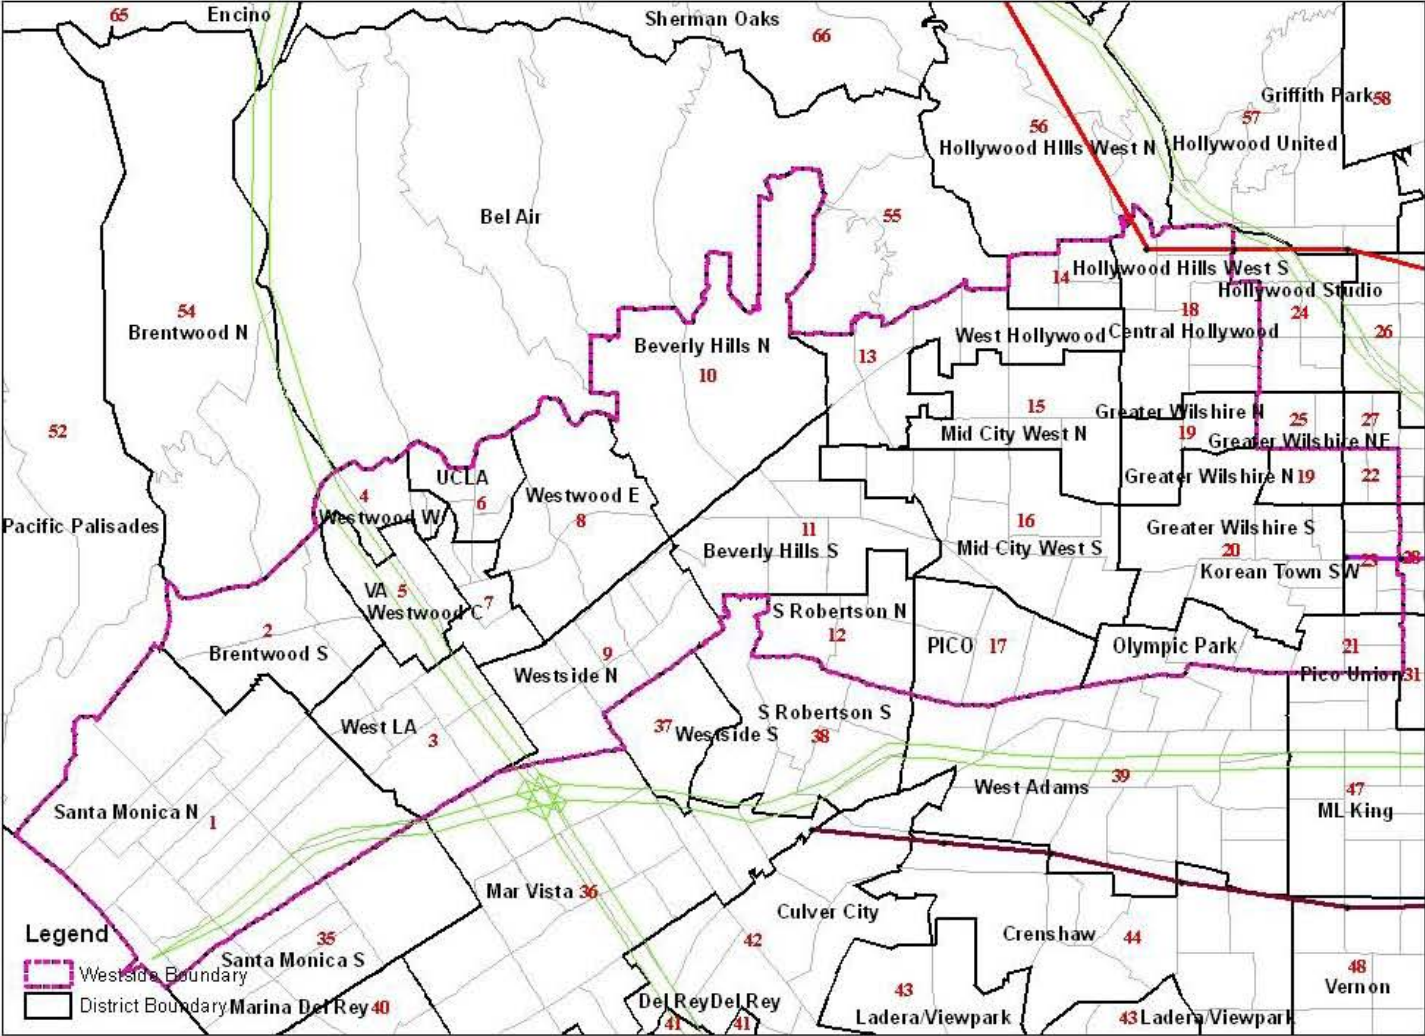 65
Encino
Sherman Oaks
66
Griffith Park
58
57
56
Hollywood HIlls West N
Hollywood United
Bel Air
55
14
Hollywood Hills West S
Hollywood Studio
54
Brentwood N
18
24
26
West Hollywood
Central Hollywood
Beverly Hills N
10
13
52
15
Greater Wilshire N
25
27
Mid City West N
19
Greater Wilshire NE
UCLA
4
6
Westwood E
Greater Wilshire N
19
22
Pacific Palisades
Westwood W
8
11
16
Greater Wilshire S
Beverly Hills S
Mid City West S
20
23
28
Korean Town SW
VA
5
Westwood C
7
2
Brentwood S
S Robertson N
12
PICO
17
Olympic Park
21
9
Westside N
Pico Union
31
West LA
3
37
Westside S
S Robertson S
38
39
West Adams
47
ML King
Santa Monica N
1
Mar Vista
36
Culver City
Legend
35
Santa Monica S
42
Crenshaw
44
Westside Boundary
48
Vernon
District Boundary
Marina Del Rey
40
Del Rey
Del Rey
41
41
43
Ladera/Viewpark
43
Ladera/Viewpark